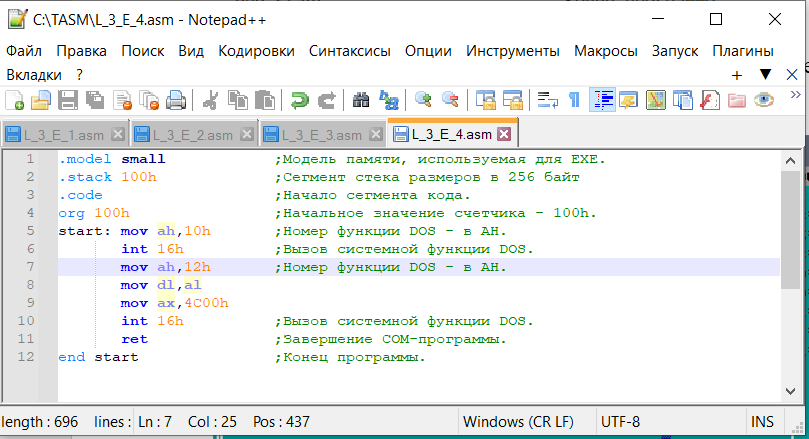 C:\TASM\L_3_E_4.asm - Notepad++
Файл Правка Поиск Вид Кодировки Синтаксисы Опции Инструменты Макросы Запуск Плагины
Вкладки ? + ▼ X
L_3_E_1.asm L_3_E_2.asm L_3_E_3.asm L_3_E_4.asm
1 .model small ;Модель памяти, используемая для EXE.
2 .stack 100h ;Сегмент стека размеров в 256 байт
3 .code ;Начало сегмента кода.
4 org 100h ;Начальное значение счетчика - 100h.
5 start: mov ah,10h ;Номер функции DOS - в AH.
6 int 16h ;Вызов системной функции DOS.
7 mov ah,12h ;Номер функции DOS - в AH.
8 mov dl,al
9 mov ax,4C00h
10 int 16h ;Вызов системной функции DOS.
11 ret ;Завершение COM-программы.
12 end start ;Конец программы.
length : 696 lines : Ln : 7 Col : 25 Pos : 437 Windows (CR LF) UTF-8 INS